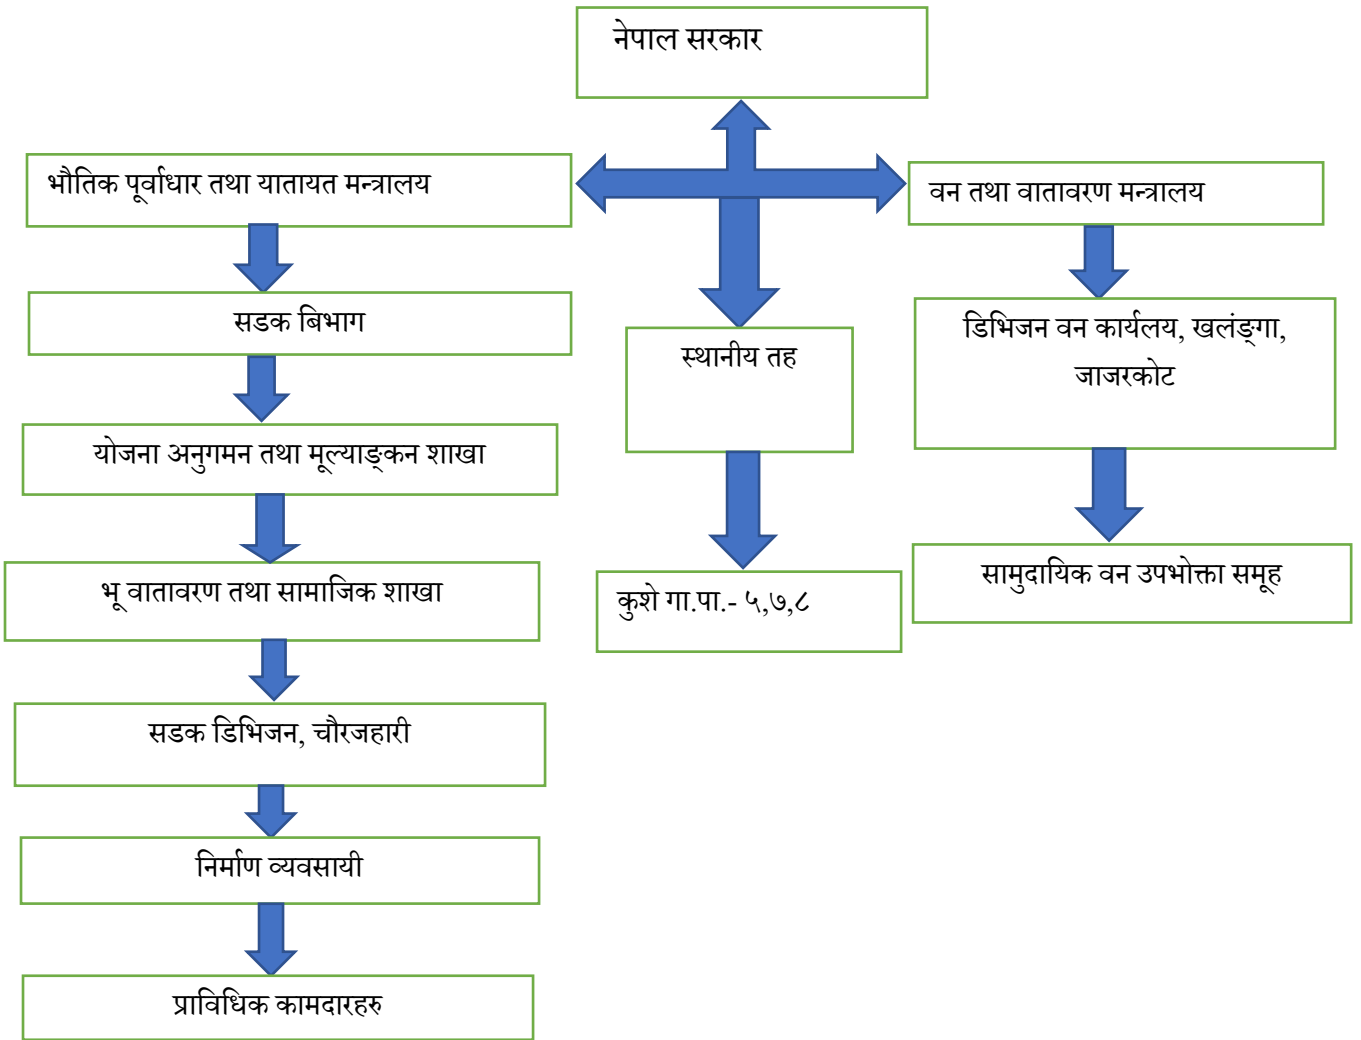 नेपाल सरकार
भौतिक पूर्वाधार तथा यातायत मन्त्रालय
वन तथा वातावरण मन्त्रालय
सडक बिभाग
स्थानीय तह
डिभिजन वन कार्यलय, खलंङ्गा,
जाजरकोट
योजना अनुगमन तथा मूल्याङ्कन शाखा
भू वातावरण तथा सामाजिक शाखा
कुशे गा.पा.- ५,७,८
सामुदायिक वन उपभोक्ता समूह
सडक डिभिजन, चौरजहारी
निर्माण व्यवसायी
प्राविधिक कामदारहरु